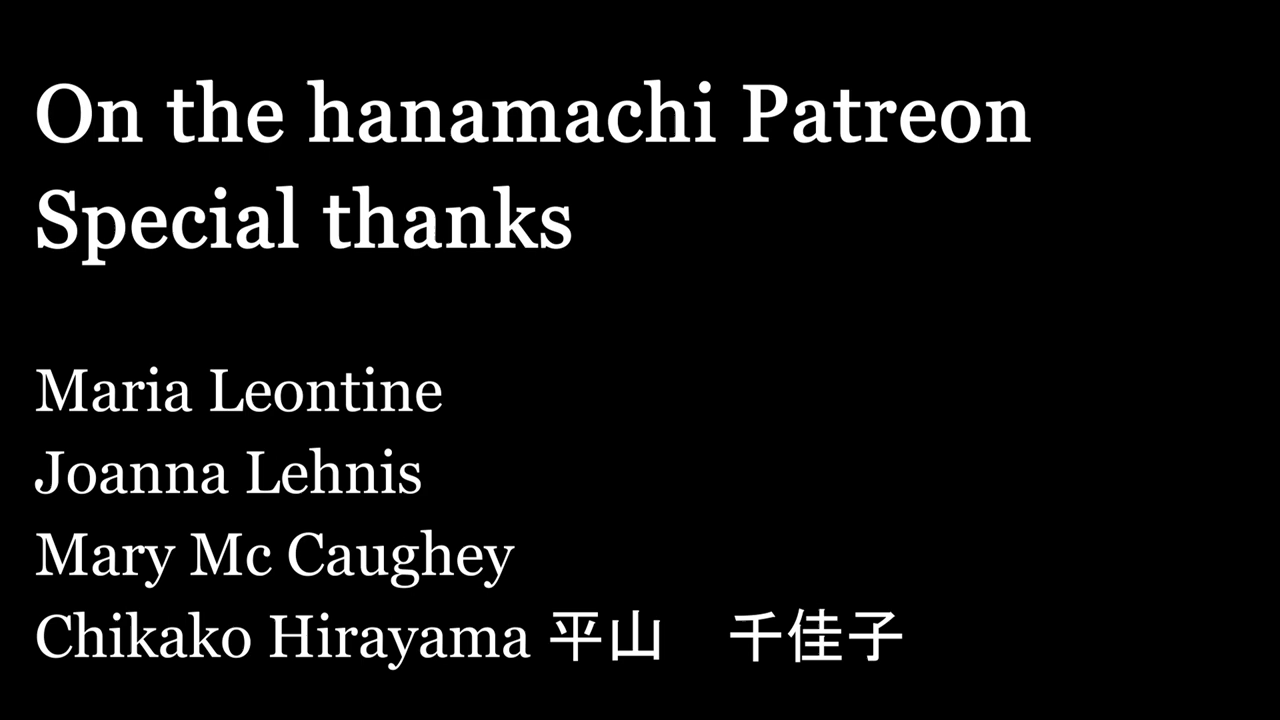 On the hanamachi Patreon
Special thanks
Maria Leontine
Joanna Lehnis
Mary Mc Caughey
Chikako Hirayama 平山　千佳子